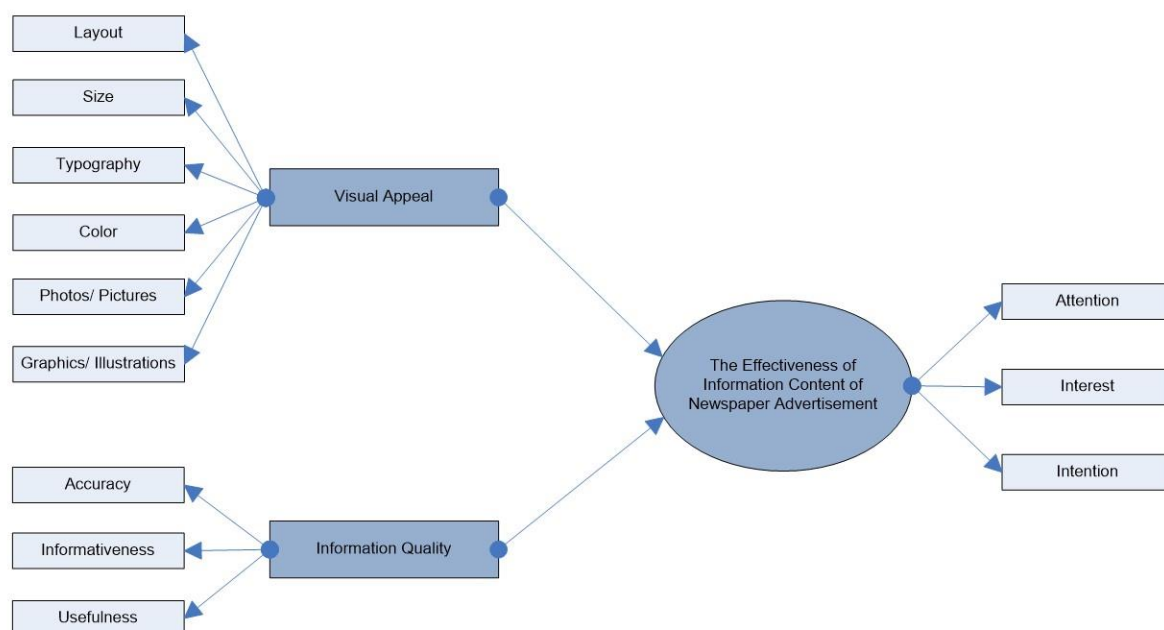 Layout
Size
Typography
Color
Photos/ Pictures
Graphics/ Illustrations
Visual Appeal
Accuracy
Informativeness
Usefulness
Information Quality
The Effectiveness of
Information Content of
Newspaper Advertisement
Attention
Interest
Intention